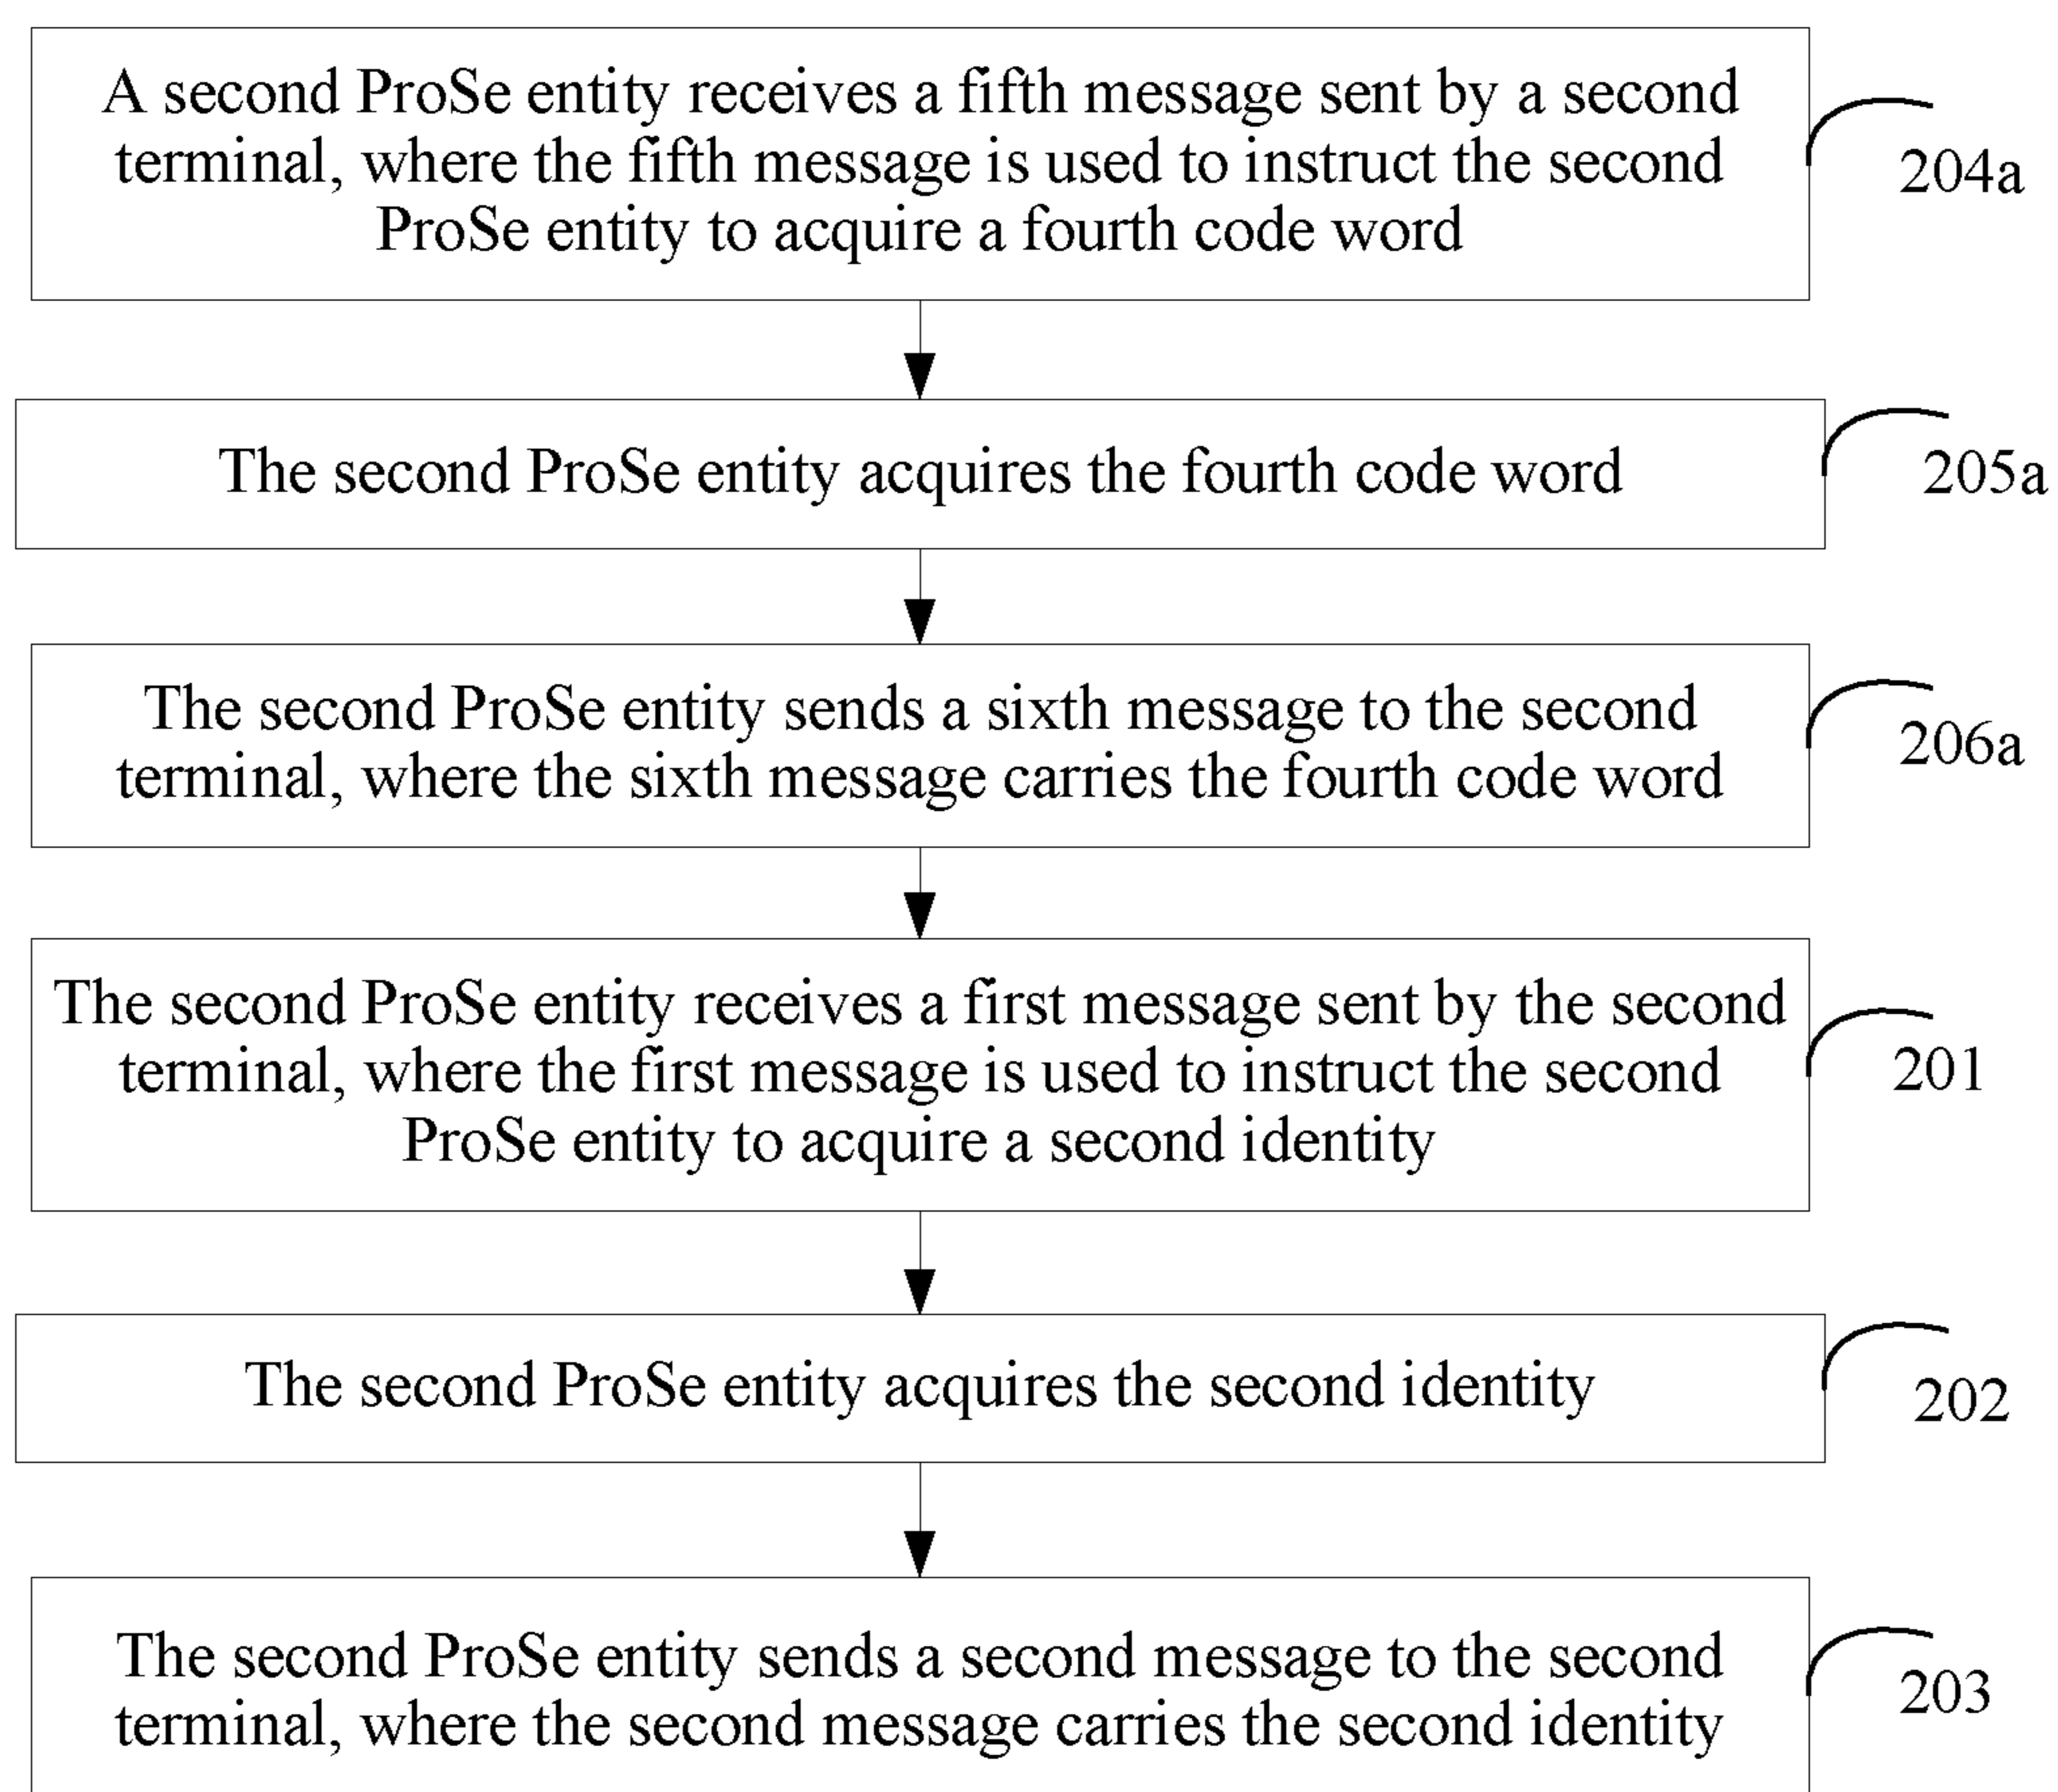 A second ProSe entity receives a fifth message sent by a second
terminal, where the fifth message is used to instruct the second
ProSe entity to acquire a fourth code word
204a
The second ProSe entity acquires the fourth code word
205a
The second ProSe entity sends a sixth message to the second
terminal, where the sixth message carries the fourth code word
206a
The second ProSe entity receives a first message sent by the second
terminal, where the first message is used to instruct the second
ProSe entity to acquire a second identity
201
The second ProSe entity acquires the second identity
202
The second ProSe entity sends a second message to the second
terminal, where the second message carries the second identity
203